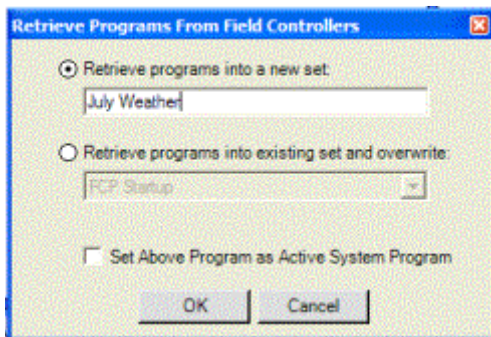 Retrieve Programs From Field Controllers
Retrieve programs into a new set:
July Weather
Retrieve programs into existing set and overwrite:
FCP Startup
Set Above Program as Active System Program
OK
Cancel